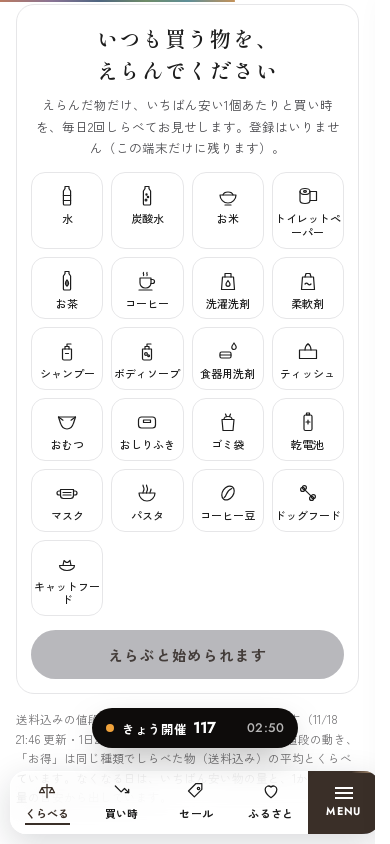 いつも買う物を、
えらんでください
えらんだ物だけ、いちばん安い1個あたりと買い時
を、毎日2回しらべてお見せします。登録はいりませ
ん（この端末だけに残ります）。
水
炭酸水
お米
トイレットペ
ーパー
お茶
コーヒー
洗濯洗剤
柔軟剤
シャンプー
ボディソープ
食器用洗剤
ティッシュ
おむつ
おしりふき
ゴミ袋
乾電池
マスク
パスタ
コーヒー豆
ドッグフード
キャットフー
ド
えらぶと始められます
送料込みの値段 す（11/18
きょう開催 117 02:50
21:46 更新・1日 値段の動き、
「お得」は同じ種類でしらべた物（送料込み）の平均とくらべ
くらべる
買い時
セール
ふるさと
MENU